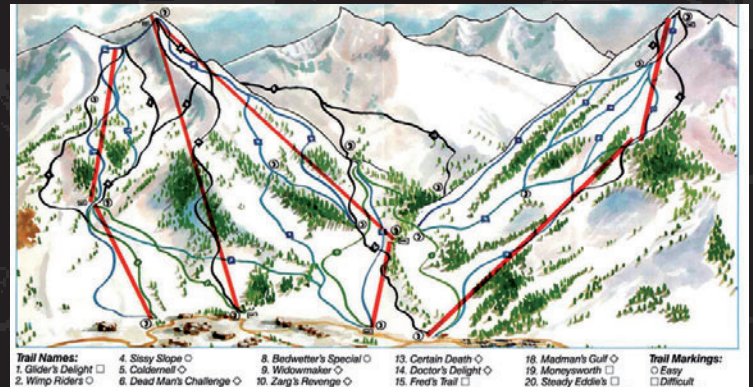 Trail Names:
1. Glider's Delight
2. Wimp Riders
4. Sissy Slope
5. Coldernell
6. Dead Man's Challenge
8. Bedwetter's Special
9. Widowmaker
10. Zarg's Revenge
13. Certain Death
14. Doctor's Delight
15. Fred's Trail
18. Madman's Gulf
19. Moneysworth
20. Steady Eddie's
Trail Markings:
Easy
Difficult